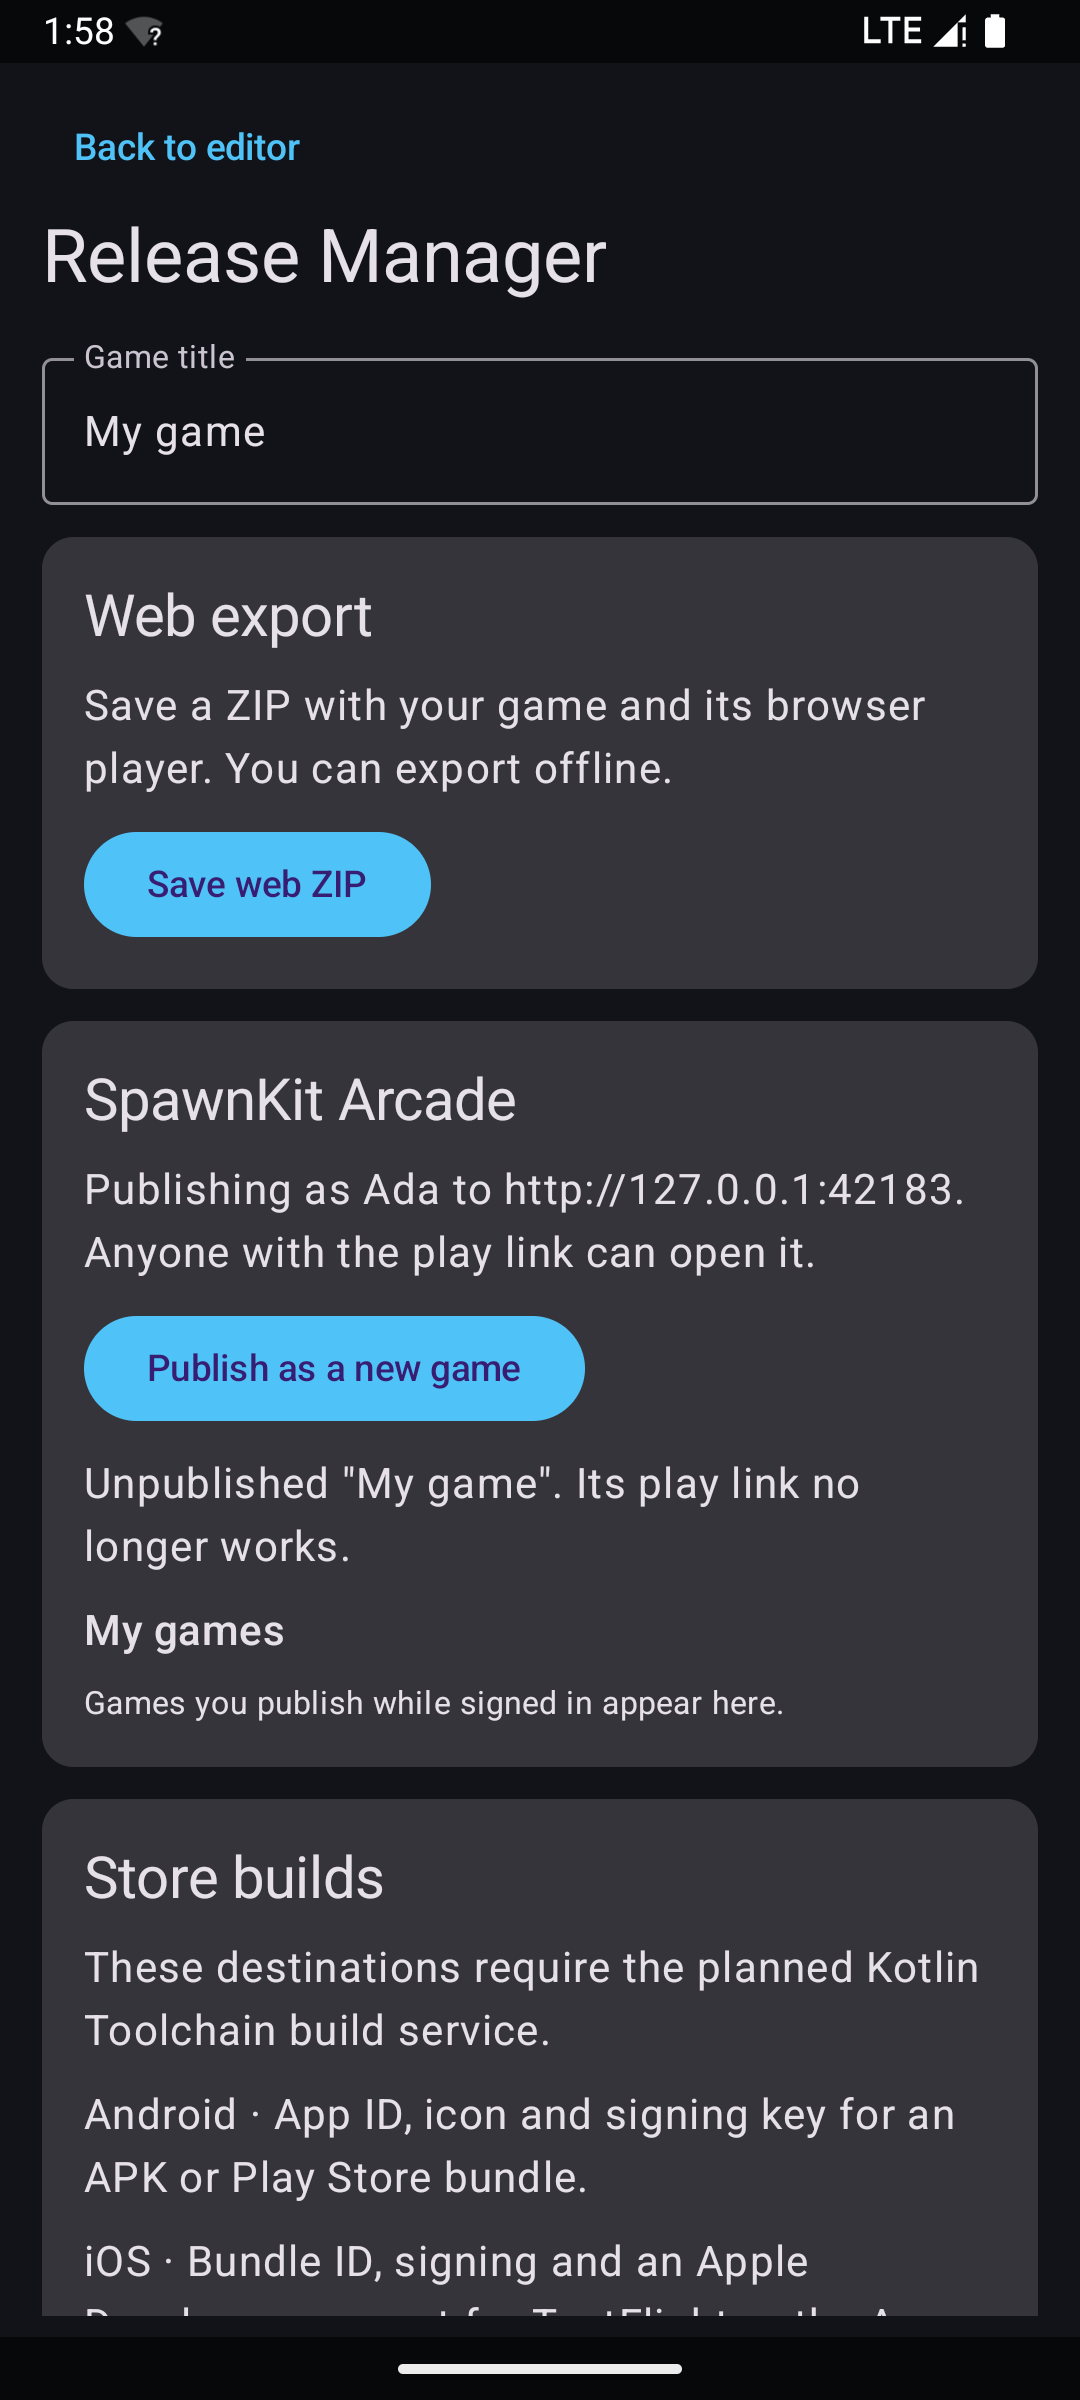 1:58
LTE
Back to editor
Release Manager
Game title
My game
Web export
Save a ZIP with your game and its browser
player. You can export offline.
Save web ZIP
SpawnKit Arcade
Publishing as Ada to http://127.0.0.1:42183.
Anyone with the play link can open it.
Publish as a new game
Unpublished "My game". Its play link no
longer works.
My games
Games you publish while signed in appear here.
Store builds
These destinations require the planned Kotlin
Toolchain build service.
Android · App ID, icon and signing key for an
APK or Play Store bundle.
iOS · Bundle ID, signing and an Apple